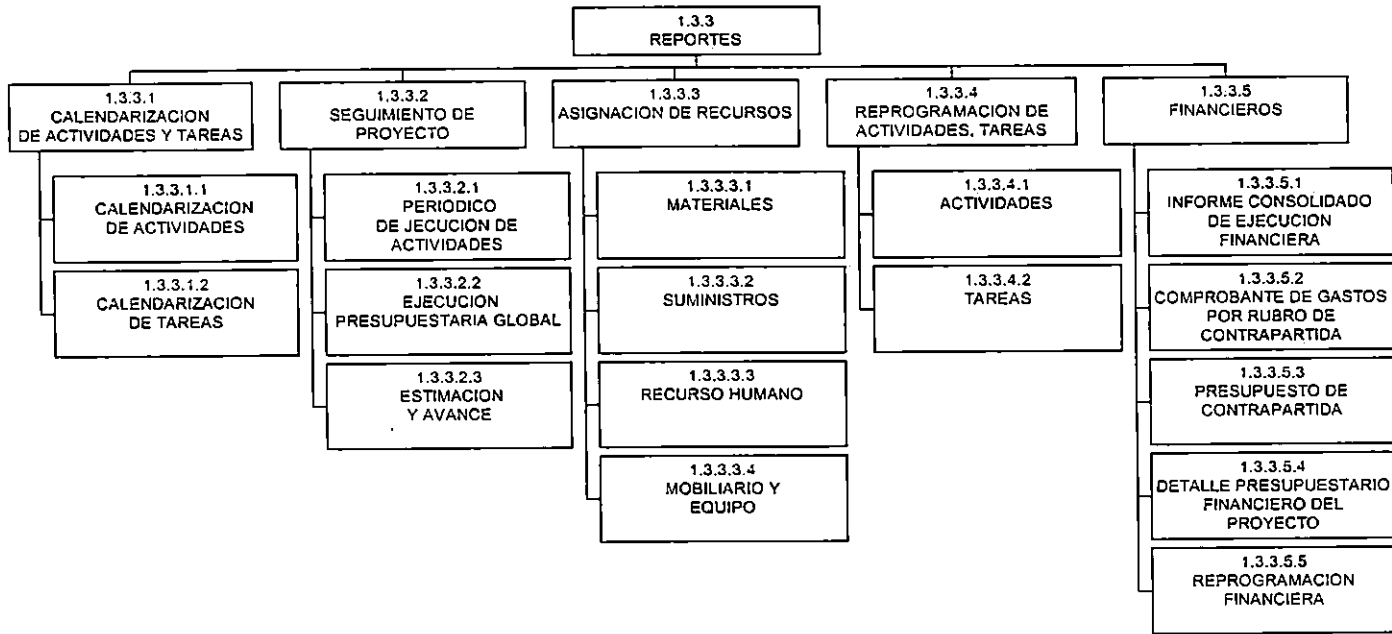 1.3.3
REPORTES
1.3.3.1
CALENDARIZACION
DE ACTIVIDADES Y TAREAS
1.3.3.1.1
CALENDARIZACION
DE ACTIVIDADES
1.3.3.1.2
CALENDARIZACION
DE TAREAS
1.3.3.2
SEGUIMIENTO DE
PROYECTO
1.3.3.2.1
PERIODICO
DE JECUCION DE
ACTIVIDADES
1.3.3.2.2
EJECUCION
PRESUPUESTARIA GLOBAL
1.3.3.2.3
ESTIMACION
Y AVANCE
1.3.3.3
ASIGNACION DE RECURSOS
1.3.3.3.1
MATERIALES
1.3.3.3.2
SUMINISTROS
1.3.3.3.3
RECURSO HUMANO
1.3.3.3.4
MOBILIARIO Y
EQUIPO
1.3.3.4
REPROGRAMACION DE
ACTIVIDADES, TAREAS
1.3.3.4.1
ACTIVIDADES
1.3.3.4.2
TAREAS
1.3.3.5
FINANCIEROS
1.3.3.5.1
INFORME CONSOLIDADO
DE EJECUCION
FINANCIERA
1.3.3.5.2
COMPROBANTE DE GASTOS
POR RUBRO DE
CONTRAPARTIDA
1.3.3.5.3
PRESUPUESTO DE
CONTRAPARTIDA
1.3.3.5.4
DETALLE PRESUPUESTARIO
FINANCIERO DEL
PROYECTO
1.3.3.5.5
REPROGRAMACION
FINANCIERA